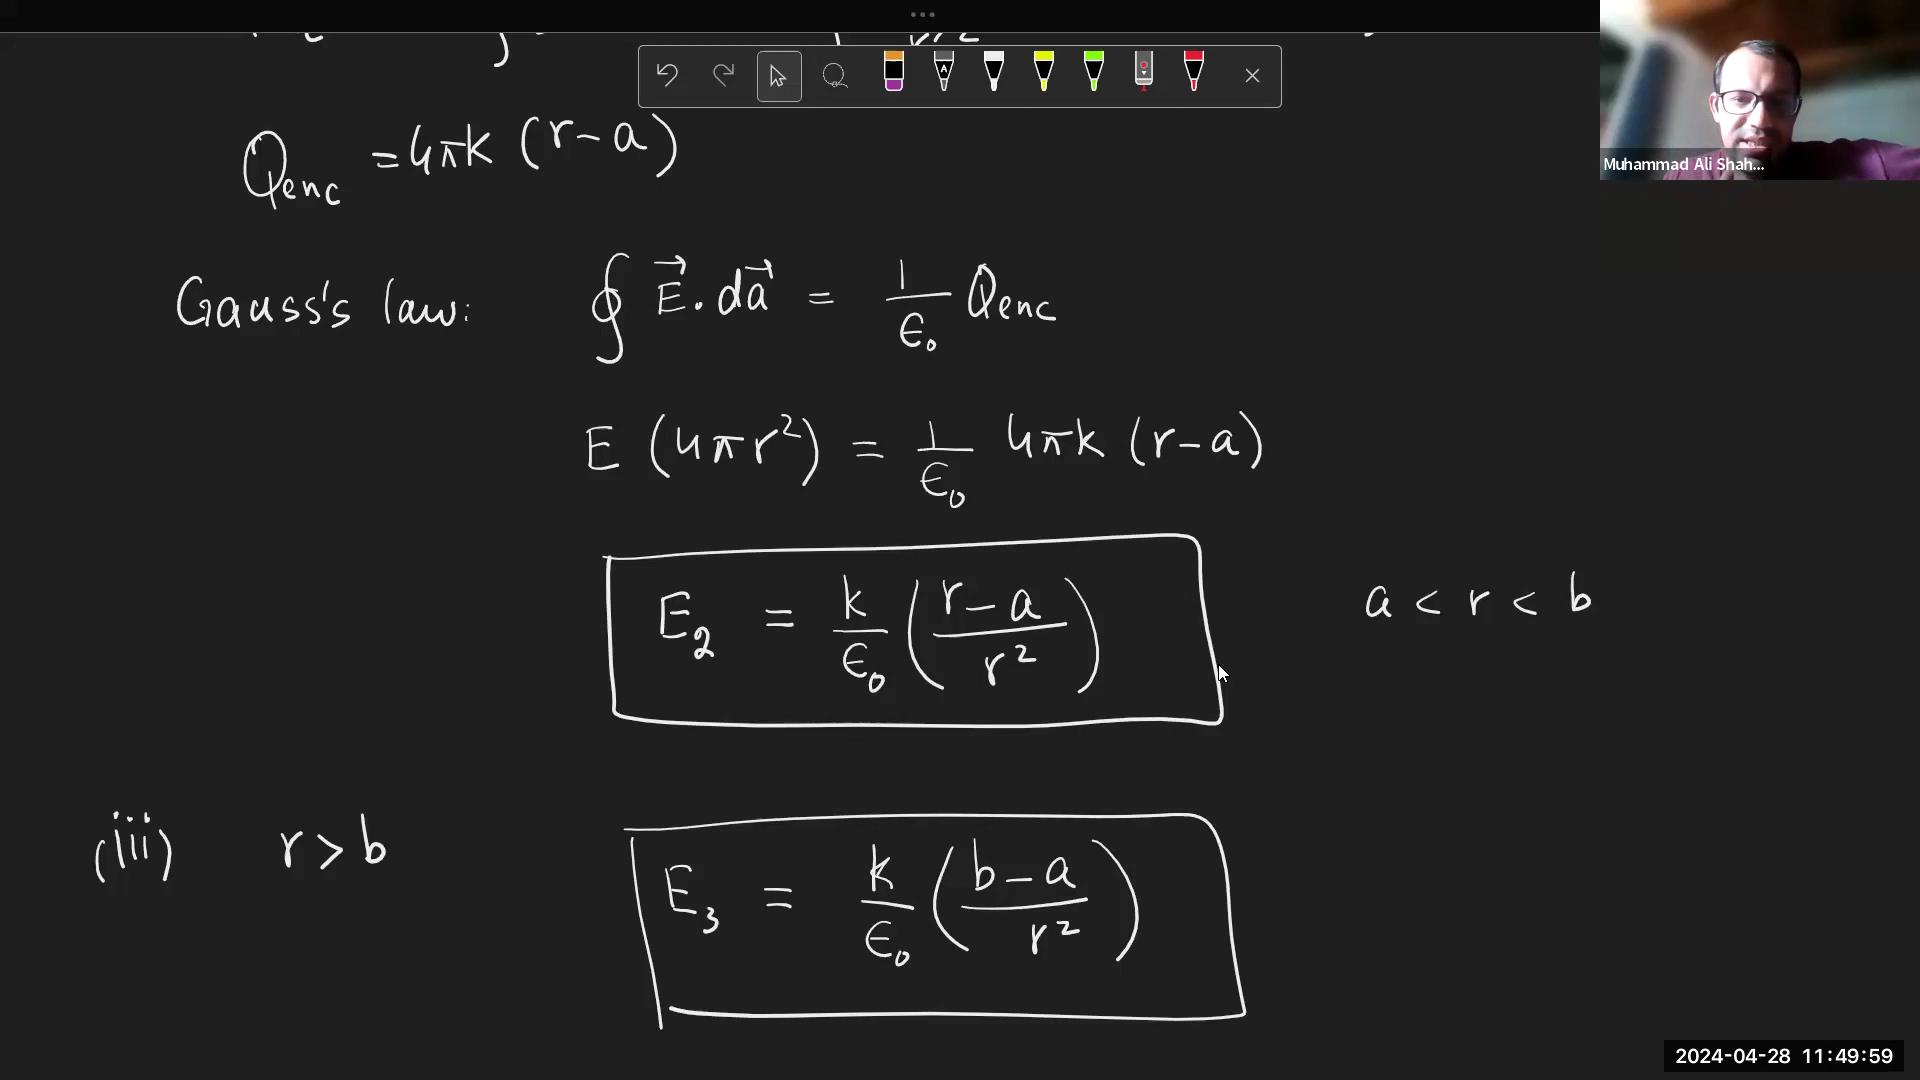 Qenc = 4πk (r-a)
Muhammad Ali Shah...
Gauss's law: ∮ E⃗ . da⃗ = 1/ϵ₀ Qenc
E (4πr²) = 1/ϵ₀ 4πk (r-a)
E₂ = k/ϵ₀ ((r-a)/r²) a < r < b
(iii) r > b E₃ = k/ϵ₀ ((b-a)/r²)
2024-04-28 11:49:59